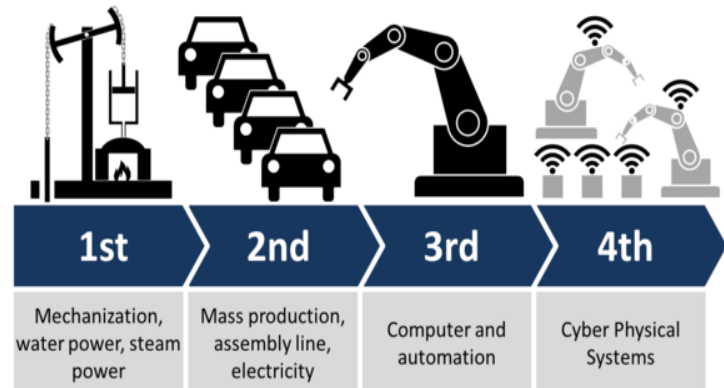 1st
2nd
3rd
4th
Mechanization,
water power, steam
power
Mass production,
assembly line,
electricity
Computer and
automation
Cyber Physical
Systems